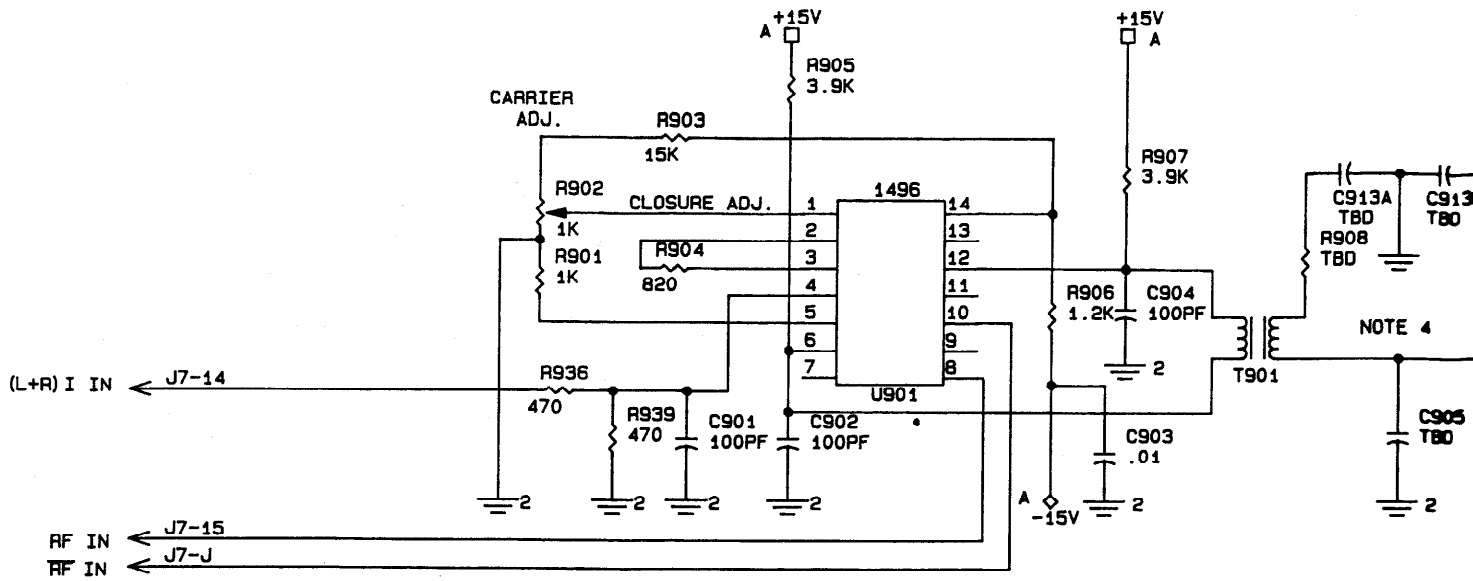 +15V
A
R905
3.9K
+15V
A
CARRIER
ADJ.
R903
15K
R907
3.9K
R902
1K
CLOSURE ADJ.
1496
1
2
3
4
5
6
7
14
13
12
11
10
9
8
U901
R904
820
R901
1K
R906
1.2K
C904
100PF
2
C913A
TBD
C913
TBD
R908
TBD
NOTE 4
T901
(L+R) I IN
J7-14
R936
470
R939
470
C901
100PF
C902
100PF
C903
.01
C905
TBD
2
2
2
2
A
-15V
2
2
RF IN
J7-15
R̅F̅ IN
J7-J